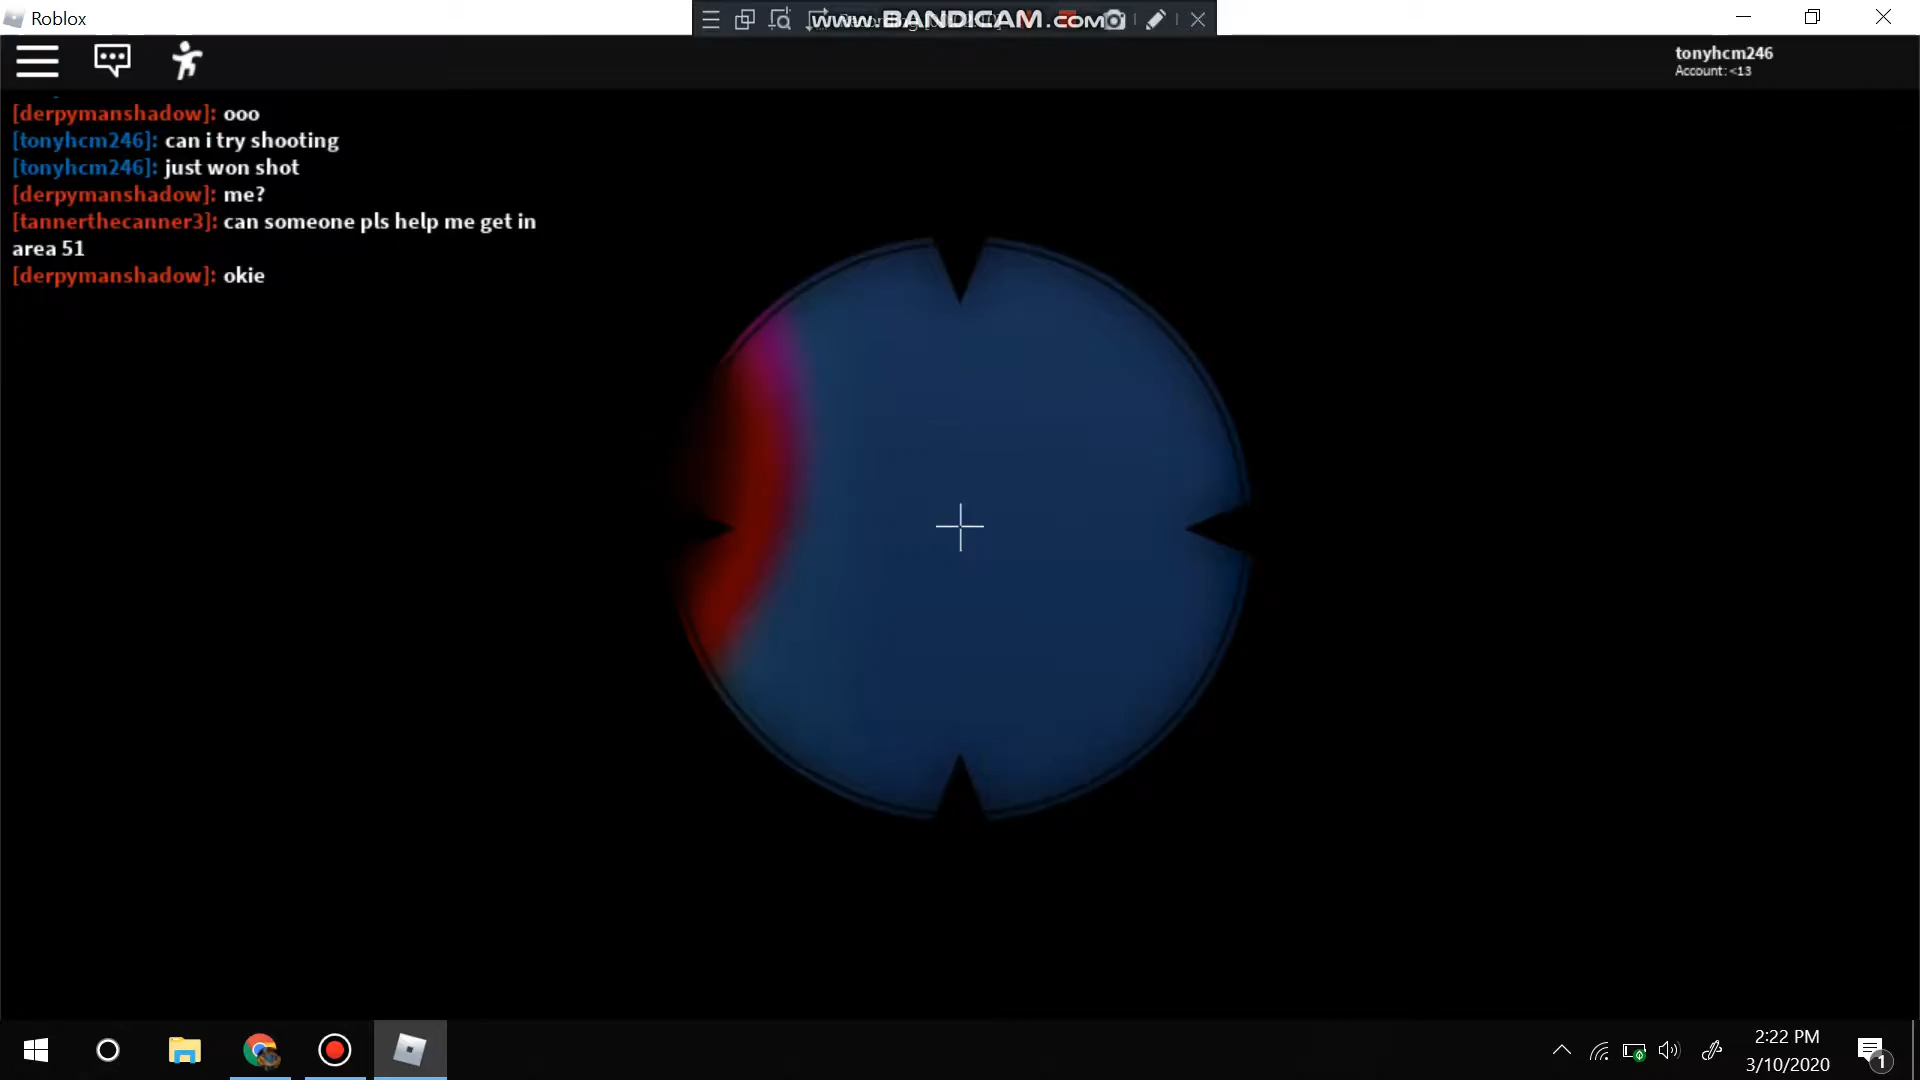 Roblox
www.BANDICAM.com
tonyhcm246
Account: <13
[derpymanshadow]: ooo
[tonyhcm246]: can i try shooting
[tonyhcm246]: just won shot
[derpymanshadow]: me?
[tannerthecanner3]: can someone pls help me get in
area 51
[derpymanshadow]: okie
2:22 PM
3/10/2020
1